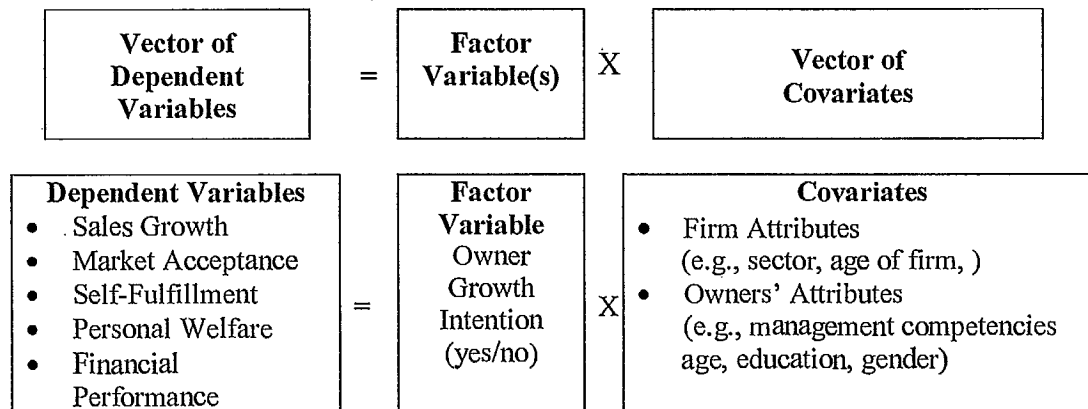 Vector of
Dependent
Variables
=
Factor
Variable(s)
X
Vector of
Covariates
Dependent Variables
• Sales Growth
• Market Acceptance
• Self-Fulfillment
• Personal Welfare
• Financial
Performance
=
Factor
Variable
Owner
Growth
Intention
(yes/no)
X
Covariates
• Firm Attributes
(e.g., sector, age of firm, )
• Owners' Attributes
(e.g., management competencies
age, education, gender)